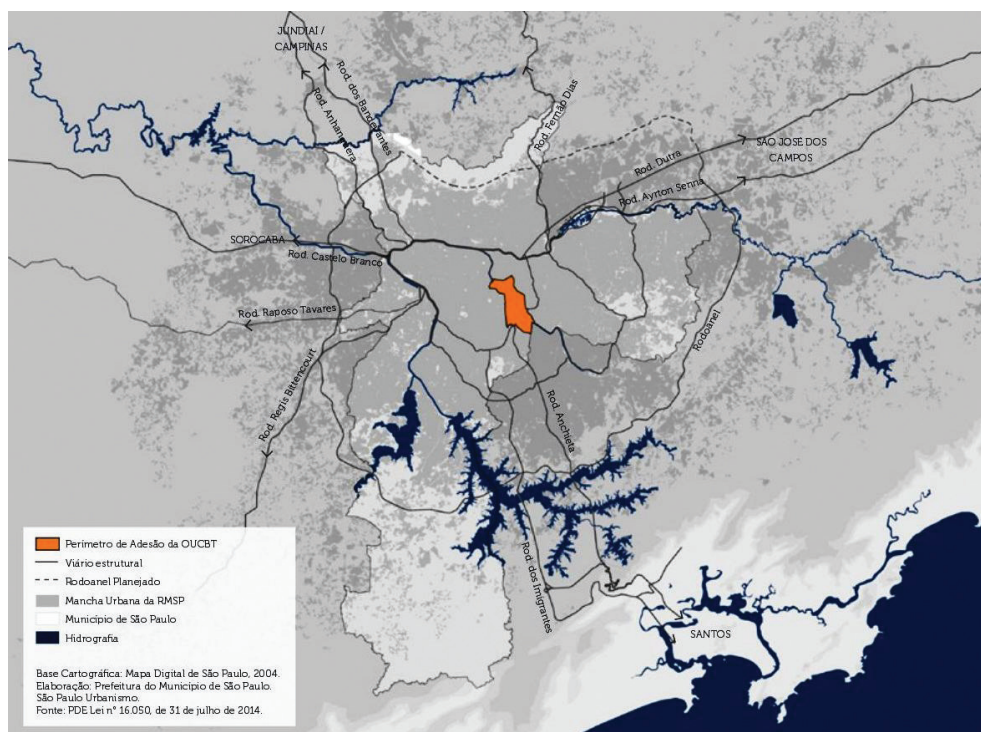 JUNDIAÍ /
CAMPINAS
Rod. dos Bandeirantes
Rod. Anhanguera
Rod. Fernão Dias
Rod. Dutra
SÃO JOSÉ DOS
CAMPOS
Rod. Ayrton Senna
SOROCABA
Rod. Castelo Branco
Rod. Raposo Tavares
Rodoanel
Rod. Regis Bittencourt
Rod. Anchieta
Rod. dos Imigrantes
SANTOS
Perímetro de Adesão da OUCBT
Viário estrutural
Rodoanel Planejado
Mancha Urbana da RMSP
Município de São Paulo
Hidrografia
Base Cartográfica: Mapa Digital de São Paulo, 2004.
Elaboração: Prefeitura do Município de São Paulo.
São Paulo Urbanismo.
Fonte: PDE Lei n° 16.050, de 31 de julho de 2014.